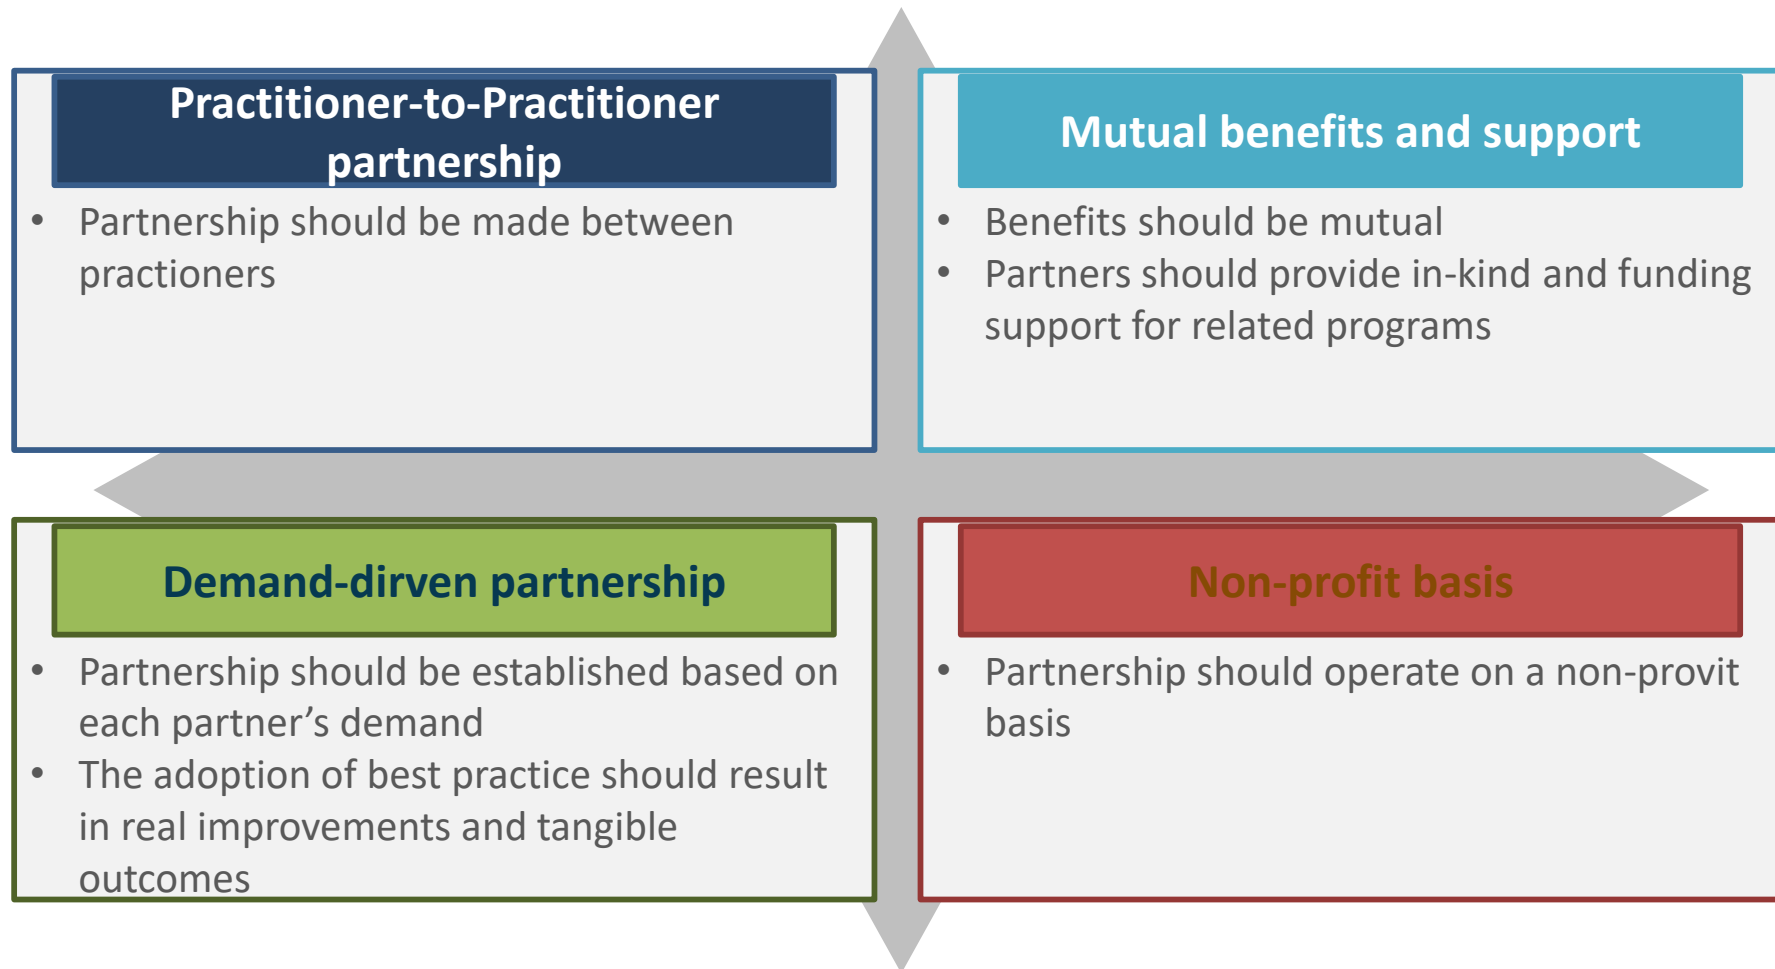 Practitioner-to-Practitioner
partnership
• Partnership should be made between
practioners
Mutual benefits and support
• Benefits should be mutual
• Partners should provide in-kind and funding
support for related programs
Demand-dirven partnership
• Partnership should be established based on
each partner’s demand
• The adoption of best practice should result
in real improvements and tangible
outcomes
Non-profit basis
• Partnership should operate on a non-provit
basis